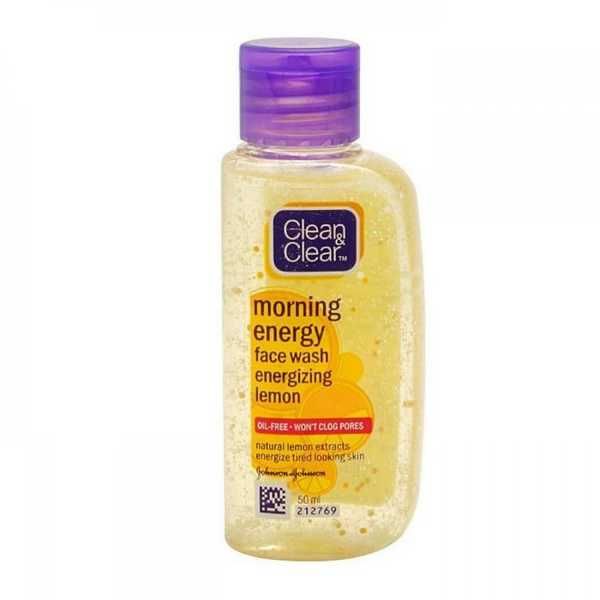 Clean
&
Clear™
morning
energy
face wash
energizing
lemon
OIL-FREE • WON'T CLOG PORES
natural lemon extracts
energize tired looking skin
Johnson & Johnson
50 ml
212769